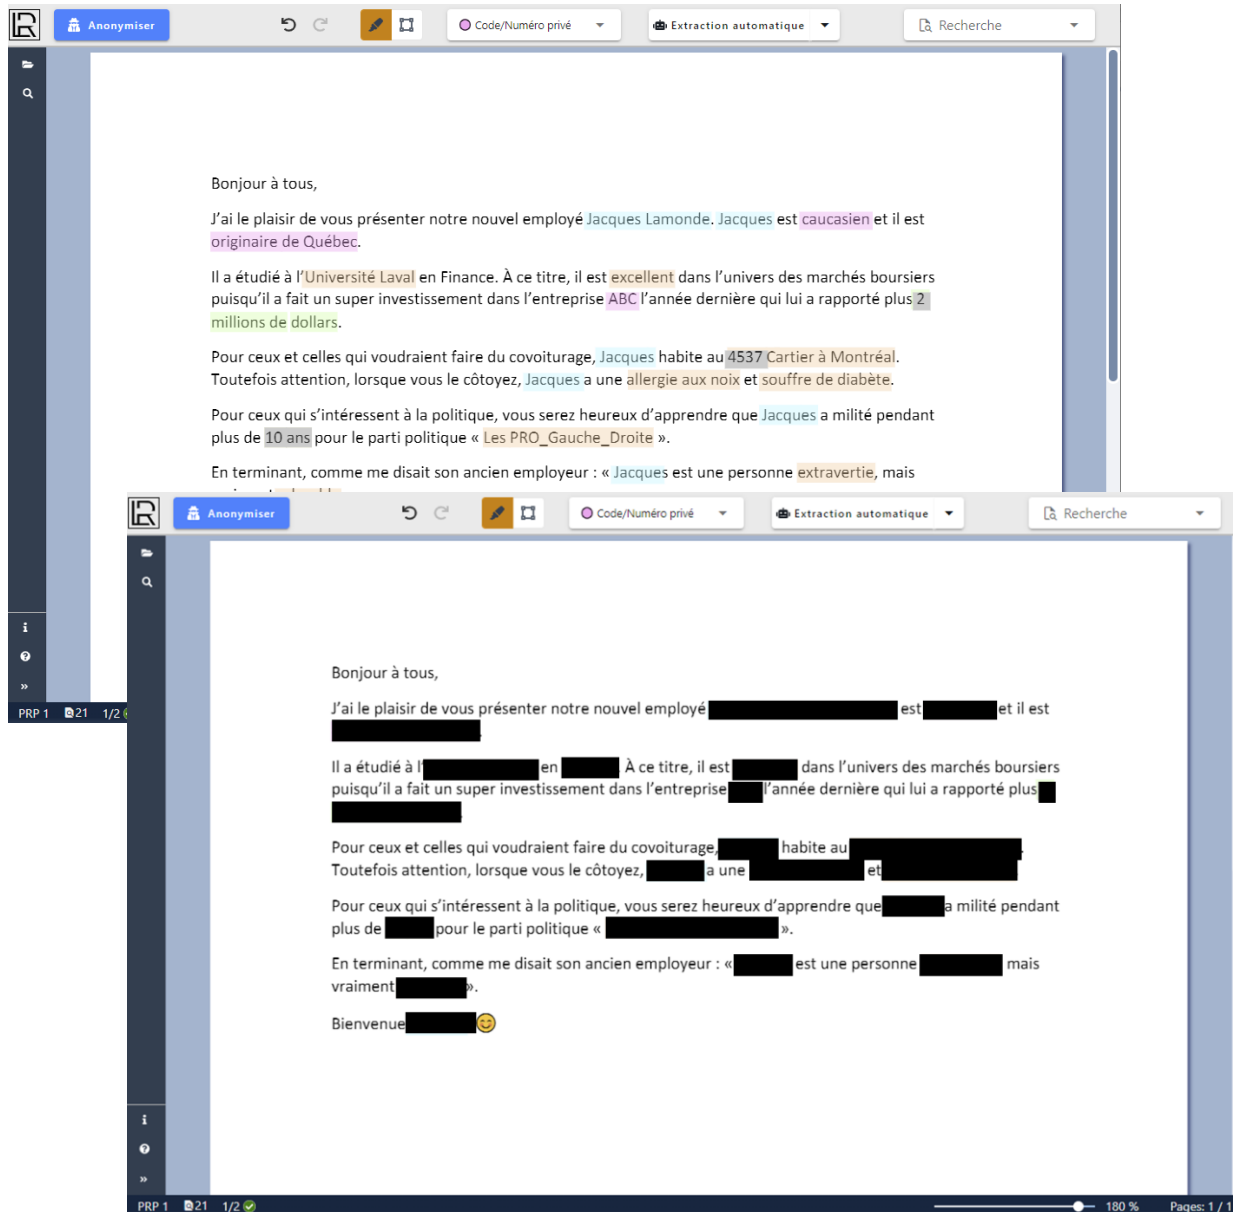 LR Anonymiser Code/Numéro privé Extraction automatique Recherche
Bonjour à tous,
J’ai le plaisir de vous présenter notre nouvel employé Jacques Lamonde. Jacques est caucasien et il est
originaire de Québec.
Il a étudié à l’Université Laval en Finance. À ce titre, il est excellent dans l’univers des marchés boursiers
puisqu’il a fait un super investissement dans l’entreprise ABC l’année dernière qui lui a rapporté plus 2
millions de dollars.
Pour ceux et celles qui voudraient faire du covoiturage, Jacques habite au 4537 Cartier à Montréal.
Toutefois attention, lorsque vous le côtoyez, Jacques a une allergie aux noix et souffre de diabète.
Pour ceux qui s’intéressent à la politique, vous serez heureux d’apprendre que Jacques a milité pendant
plus de 10 ans pour le parti politique « Les PRO_Gauche_Droite ».
En terminant, comme me disait son ancien employeur : « Jacques est une personne extravertie, mais
PRP 1 21 1/2
LR Anonymiser Code/Numéro privé Extraction automatique Recherche
Bonjour à tous,
J’ai le plaisir de vous présenter notre nouvel employé est et il est
.
Il a étudié à l’ en À ce titre, il est dans l’univers des marchés boursiers
puisqu’il a fait un super investissement dans l’entreprise l’année dernière qui lui a rapporté plus
.
Pour ceux et celles qui voudraient faire du covoiturage, habite au .
Toutefois attention, lorsque vous le côtoyez, a une et .
Pour ceux qui s’intéressent à la politique, vous serez heureux d’apprendre que a milité pendant
plus de pour le parti politique « ».
En terminant, comme me disait son ancien employeur : « est une personne mais
vraiment ».
Bienvenue 😊
PRP 1 21 1/2 180 % Pages: 1 / 1